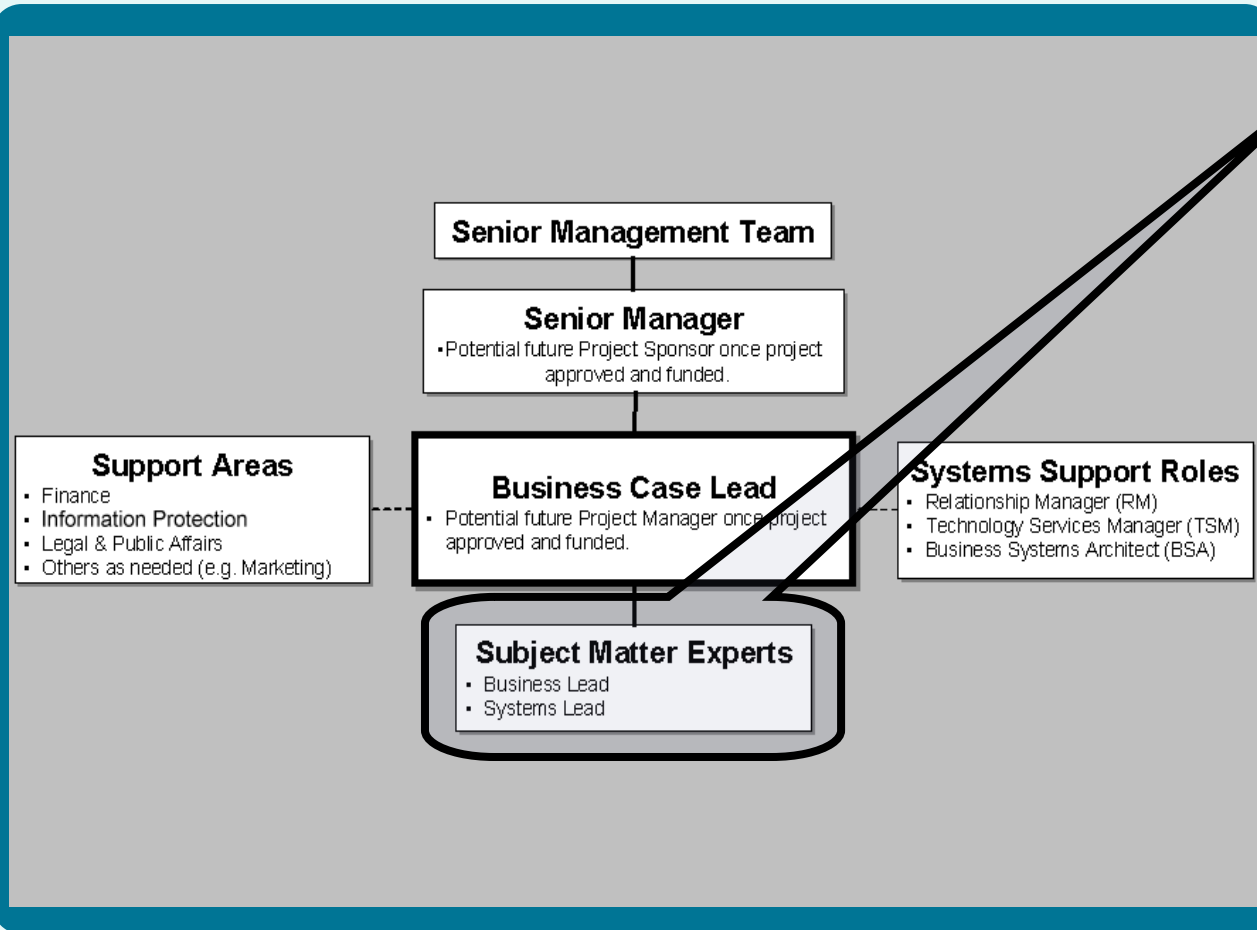 Senior Management Team
Senior Manager
▪Potential future Project Sponsor once project
approved and funded.
Support Areas
▪ Finance
▪ Information Protection
▪ Legal & Public Affairs
▪ Others as needed (e.g. Marketing)
Business Case Lead
▪ Potential future Project Manager once project
approved and funded.
Systems Support Roles
▪ Relationship Manager (RM)
▪ Technology Services Manager (TSM)
▪ Business Systems Architect (BSA)
Subject Matter Experts
▪ Business Lead
▪ Systems Lead